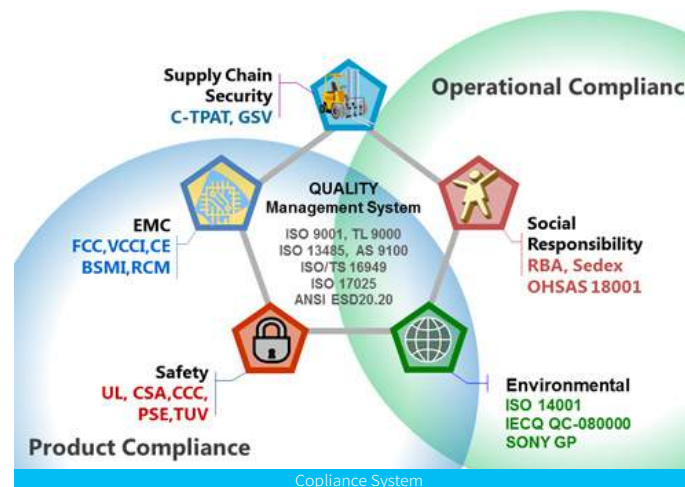 Supply Chain
Security
C-TPAT, GSV
Operational Complianc
EMC
FCC,VCCI,CE
BSMI,RCM
QUALITY
Management System
ISO 9001, TL 9000
ISO 13485, AS 9100
ISO/TS 16949
ISO 17025
ANSI ESD20.20
Social
Responsibility
RBA, Sedex
OHSAS 18001
Safety
UL, CSA,CCC,
PSE,TUV
Environmental
ISO 14001
IECQ QC-080000
SONY GP
Product Compliance
Copliance System